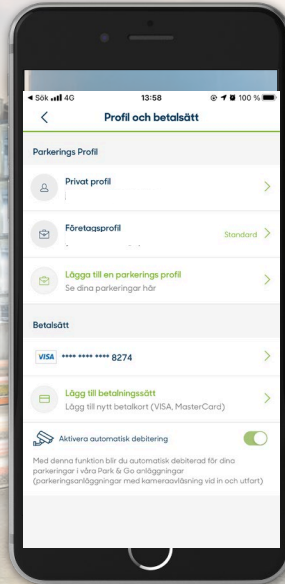 Sök 4G 13:58 100 %
Profil och betalsätt
Parkerings Profil
Privat profil
Företagsprofil
Standard
Lägga till en parkerings profil
Se dina parkeringar här
Betalsätt
VISA **** **** **** 8274
Lägg till betalningssätt
Lägg till nytt betalkort (VISA, MasterCard)
Aktivera automatisk debitering
Med denna funktion blir du automatisk debiterad för dina
parkeringar i våra Park & Go anläggningar
(parkeringsanläggningar med kameraavläsning vid in och utfort)